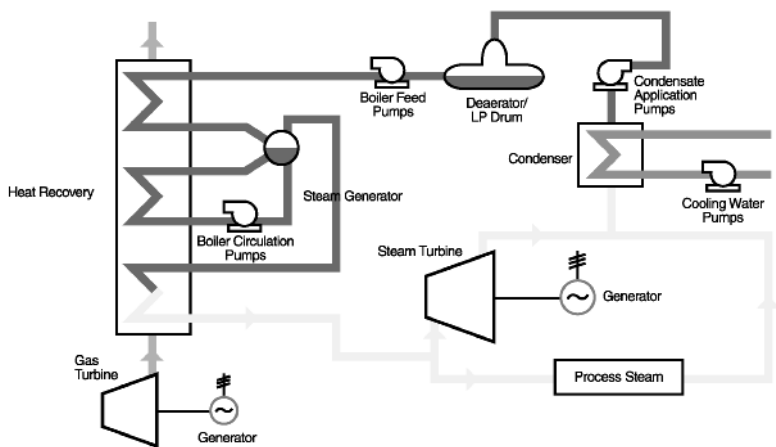 Boiler Feed
Pumps
Deaerator/
LP Drum
Condensate
Application
Pumps
Condenser
Heat Recovery
Steam Generator
Cooling Water
Pumps
Boiler Circulation
Pumps
Steam Turbine
Generator
Gas
Turbine
Process Steam
Generator